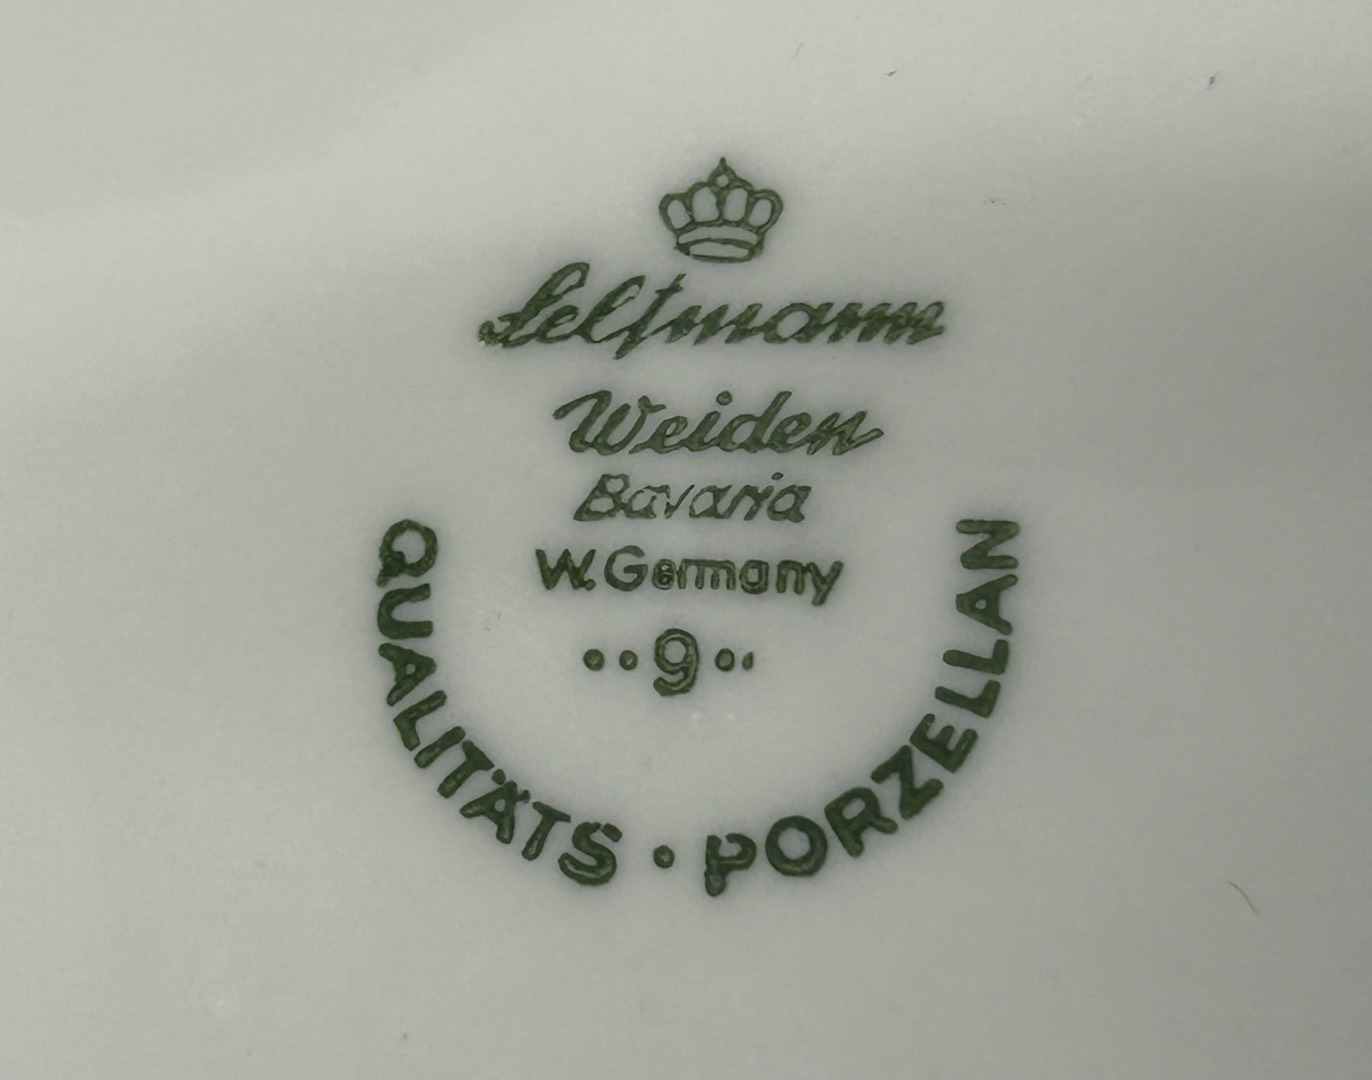 Seltmann
Weiden
Bavaria
W. Germany
··9··
QUALITÄTS · PORZELLAN